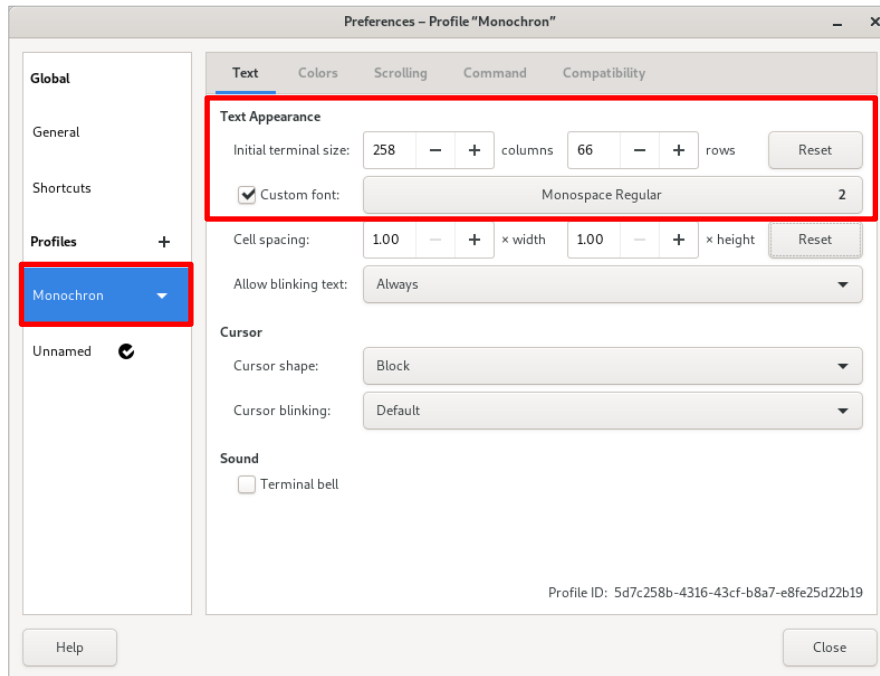 Preferences – Profile “Monochron”
Global
General
Shortcuts
Profiles +
Monochron
Unnamed
Text Colors Scrolling Command Compatibility
Text Appearance
Initial terminal size: 258 − + columns 66 − + rows Reset
Custom font: Monospace Regular 2
Cell spacing: 1.00 − + × width 1.00 − + × height Reset
Allow blinking text: Always
Cursor
Cursor shape: Block
Cursor blinking: Default
Sound
Terminal bell
Profile ID: 5d7c258b-4316-43cf-b8a7-e8fe25d22b19
Help Close